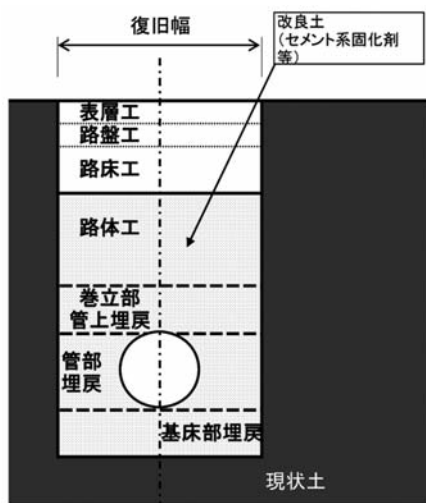 復旧幅
改良土
(セメント系固化剤
等)
表層工
路盤工
路床工
路体工
巻立部
管上埋戻
管部
埋戻
基床部埋戻
現状土